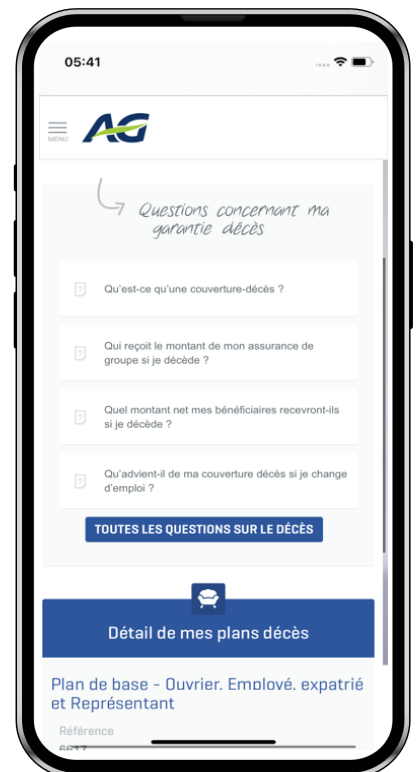 05:41
MENU
AG
Questions concernant ma
garantie décès
Qu'est-ce qu'une couverture-décès ?
Qui reçoit le montant de mon assurance de
groupe si je décède ?
Quel montant net mes bénéficiaires recevront-ils
si je décède ?
Qu'advient-il de ma couverture décès si je change
d'emploi ?
TOUTES LES QUESTIONS SUR LE DÉCÈS
Détail de mes plans décès
Plan de base - Ouvrier, Employé, expatrié
et Représentant
Référence
6617